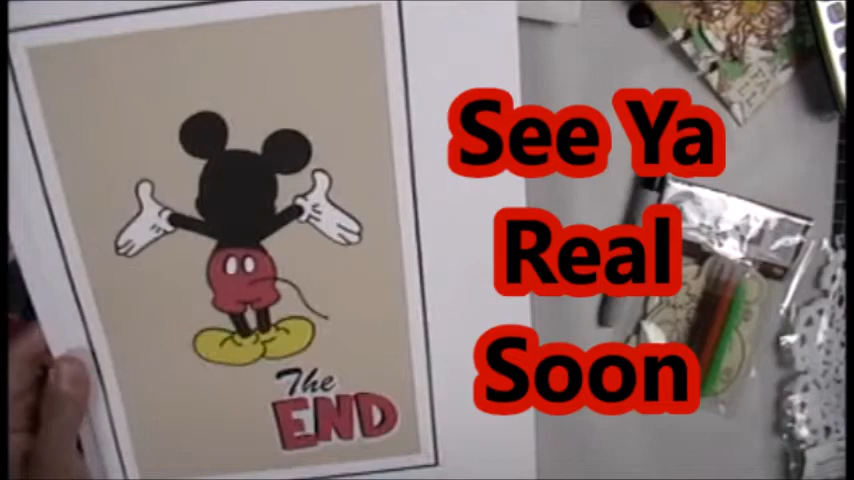 See Ya
Real
Soon
The
END